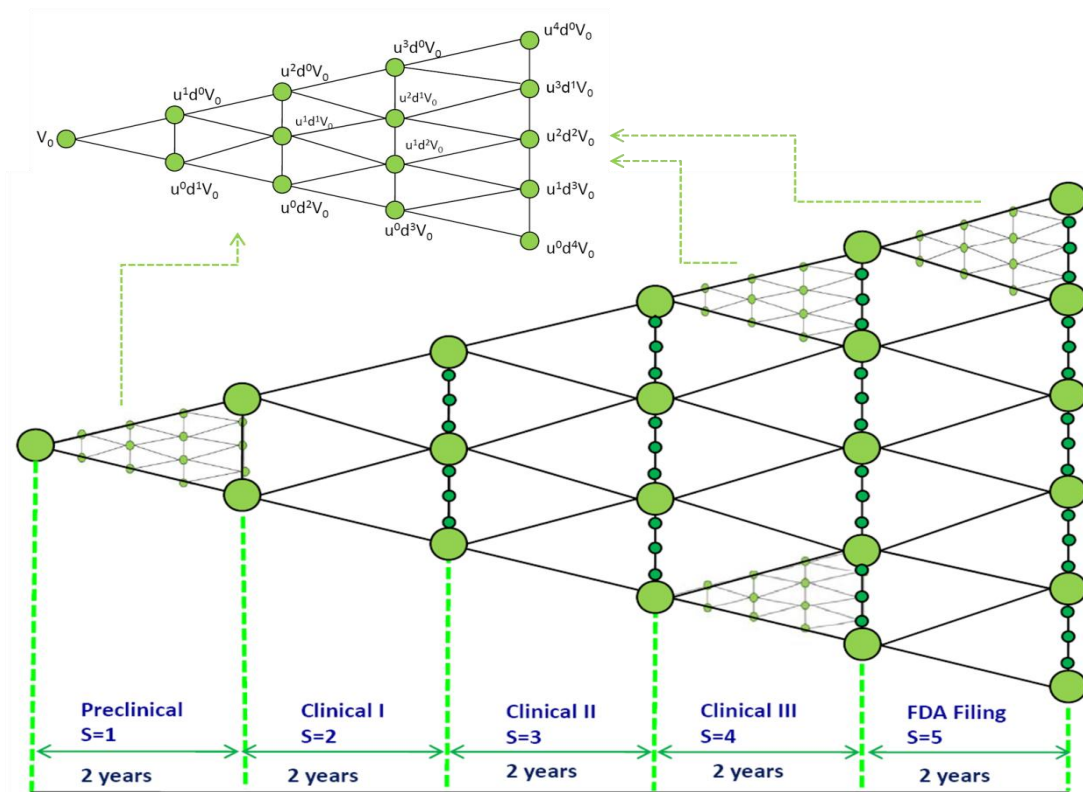 u⁴d⁰V₀
u³d⁰V₀
u²d⁰V₀
u³d¹V₀
u¹d⁰V₀
u²d¹V₀
u¹d¹V₀
V₀
u²d²V₀
u¹d²V₀
u⁰d¹V₀
u¹d³V₀
u⁰d²V₀
u⁰d³V₀
u⁰d⁴V₀
Preclinical
S=1
Clinical I
S=2
Clinical II
S=3
Clinical III
S=4
FDA Filing
S=5
2 years
2 years
2 years
2 years
2 years